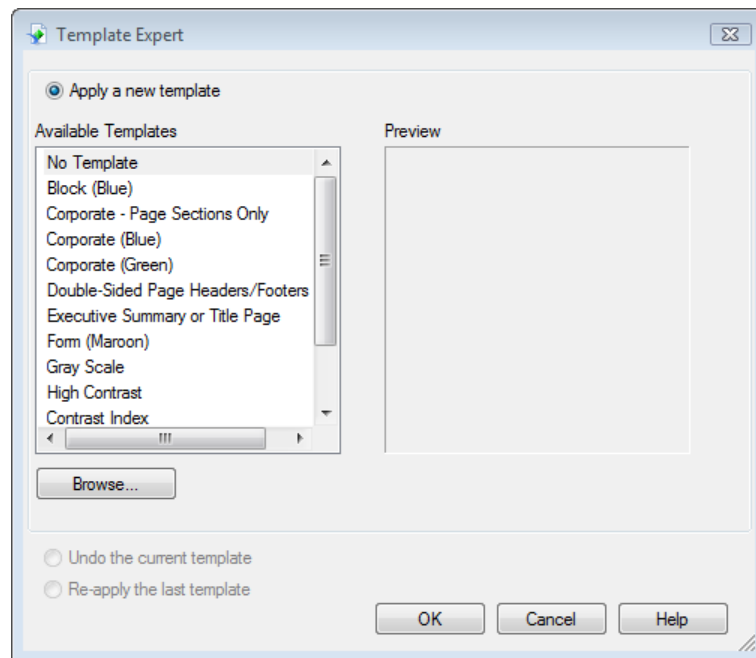 Template Expert
Apply a new template
Available Templates
Preview
No Template
Block (Blue)
Corporate - Page Sections Only
Corporate (Blue)
Corporate (Green)
Double-Sided Page Headers/Footers
Executive Summary or Title Page
Form (Maroon)
Gray Scale
High Contrast
Contrast Index
Browse...
Undo the current template
Re-apply the last template
OK
Cancel
Help